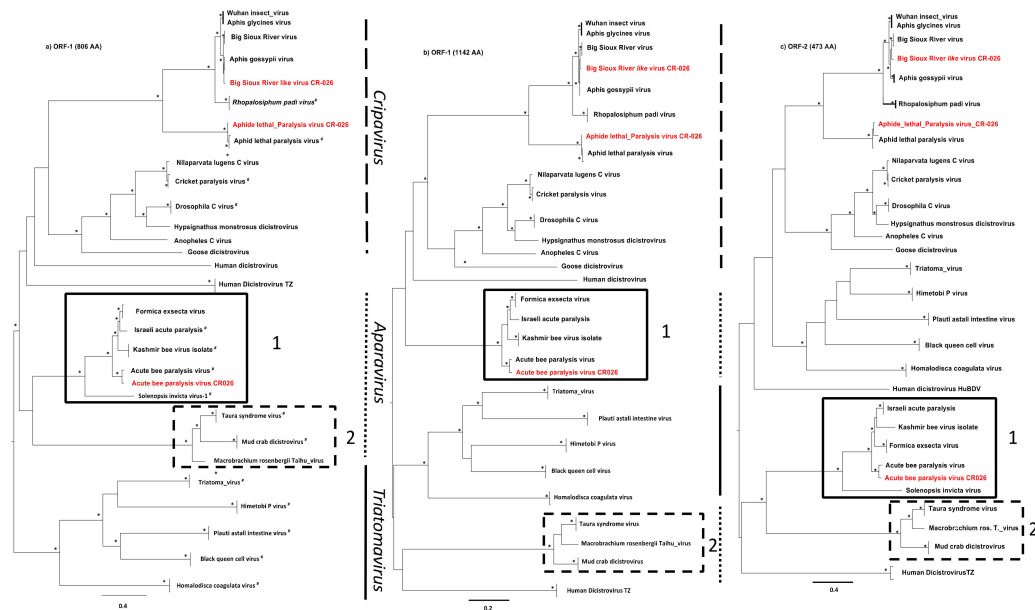 a) ORF-1 (806 AA)
Wuhan insect_virus
Aphis glycines virus
Big Sioux River virus
Aphis gossypii virus
Big Sioux River like virus CR-026
Rhopalosiphum padi virus#
Aphide lethal_Paralysis virus CR-026
Aphid lethal paralysis virus #
Nilaparvata lugens C virus
Cricket paralysis virus #
Drosophila C virus #
Hypsignathus monstrosus dicistrovirus
Anopheles C virus
Goose dicistrovirus
Human dicistrovirus
Human Dicistrovirus TZ
Formica exsecta virus
Israeli acute paralysis #
Kashmir bee virus isolate #
Acute bee paralysis virus #
Acute bee paralysis virus CR026
Solenopsis invicta virus-1 #
1
Taura syndrome virus #
Mud crab dicistrovirus #
Macrobrachium rosenbergii Taihu_virus
2
Triatoma_virus #
Himetobi P virus #
Plauti astali intestine virus #
Black queen cell virus #
Homalodisca coagulata virus #
0.4
Cripavirus
Aparavirus
Triatomavirus
b) ORF-1 (1142 AA)
Wuhan insect_virus
Aphis glycines virus
Big Sioux River virus
Big Sioux River like virus CR-026
Aphis gossypii virus
Rhopalosiphum padi virus
Aphide lethal_Paralysis virus CR-026
Aphid lethal paralysis virus
Nilaparvata lugens C virus
Cricket paralysis virus
Drosophila C virus
Hypsignathus monstrosus dicistrovirus
Anopheles C virus
Goose dicistrovirus
Human dicistrovirus
Formica exsecta virus
Israeli acute paralysis
Kashmir bee virus isolate
Acute bee paralysis virus
Acute bee paralysis virus CR026
1
Triatoma_virus
Plauti astali intestine virus
Himetobi P virus
Black queen cell virus
Homalodisca coagulata virus
Taura syndrome virus
Macrobrachium rosenbergii Taihu_virus
Mud crab dicistrovirus
2
Human Dicistrovirus TZ
0.2
c) ORF-2 (473 AA)
Wuhan insect_virus
Aphis glycines virus
Big Sioux River virus
Big Sioux River like virus CR-026
Aphis gossypii virus
Rhopalosiphum padi virus
Aphide_lethal_Paralysis virus_CR-026
Aphid lethal paralysis virus
Nilaparvata lugens C virus
Cricket paralysis virus
Drosophila C virus
Hypsignathus monstrosus dicistrovirus
Anopheles C virus
Goose dicistrovirus
Triatoma_virus
Himetobi P virus
Plauti astali intestine virus
Black queen cell virus
Homalodisca coagulata virus
Human dicistrovirus HuBDV
Israeli acute paralysis
Kashmir bee virus isolate
Formica exsecta virus
Acute bee paralysis virus
Acute bee paralysis virus CR026
Solenopsis invicta virus
1
Taura syndrome virus
Macrobrachium ros. T._virus
Mud crab dicistrovirus
2
Human DicistrovirusTZ
0.4